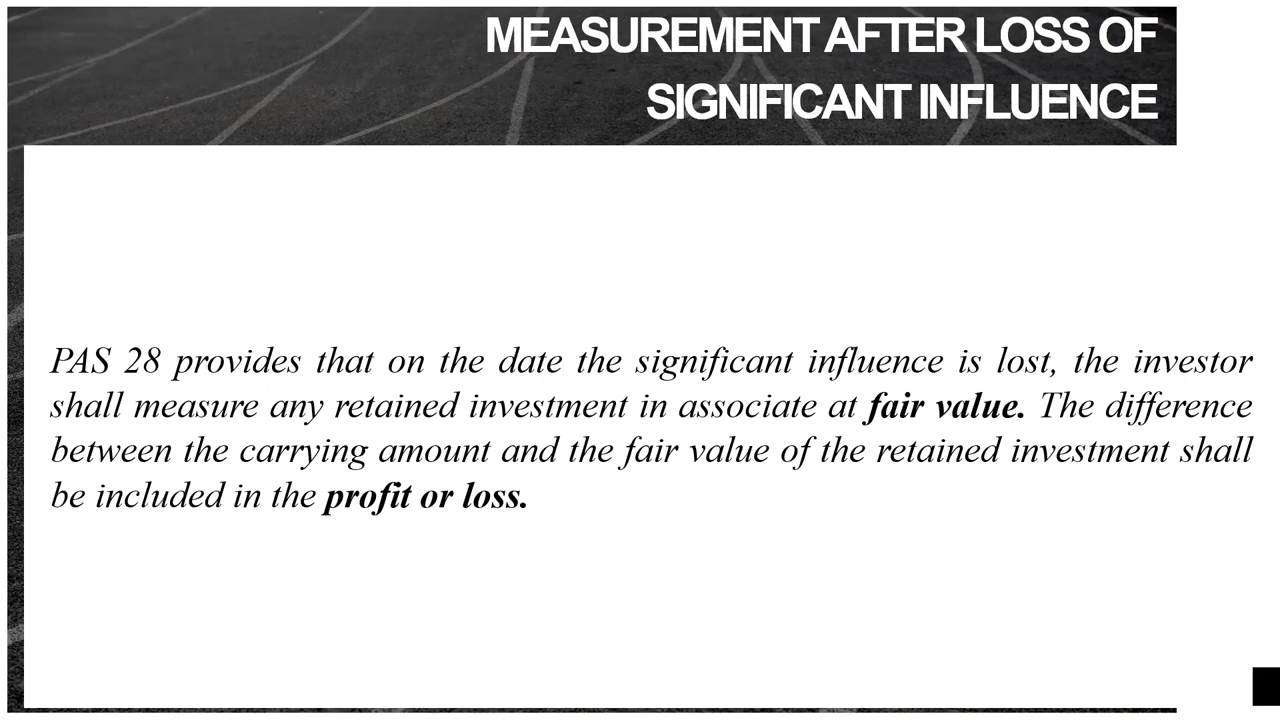 MEASUREMENT AFTER LOSS OF
SIGNIFICANT INFLUENCE
PAS 28 provides that on the date the significant influence is lost, the investor
shall measure any retained investment in associate at fair value. The difference
between the carrying amount and the fair value of the retained investment shall
be included in the profit or loss.